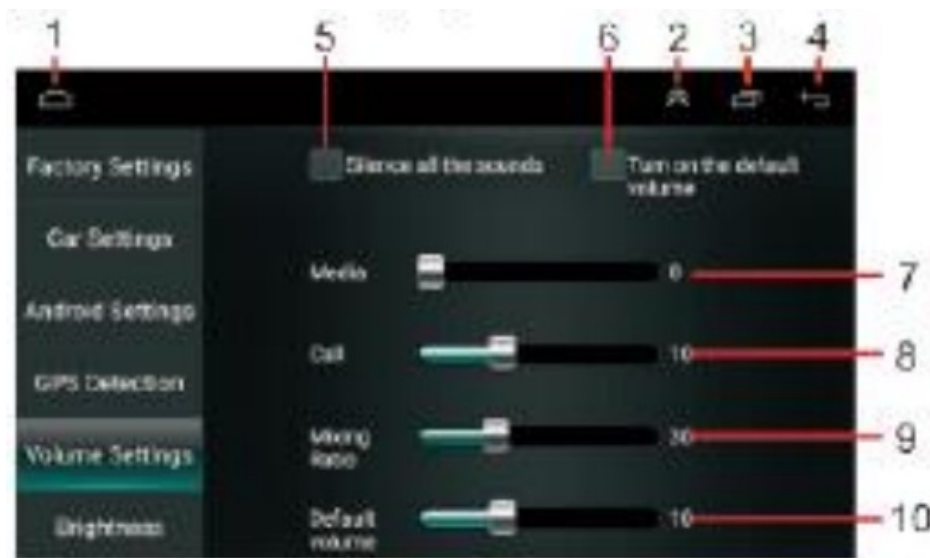 1 5 6 2 3 4
Factory Settings
Silence all the sounds
Turn on the default
volume
Car Settings
Media 0 7
Android Settings
Call 10 8
GPS Detection
Mixing
Ratio
30 9
Volume Settings
Default
volume
10 10
Brightness